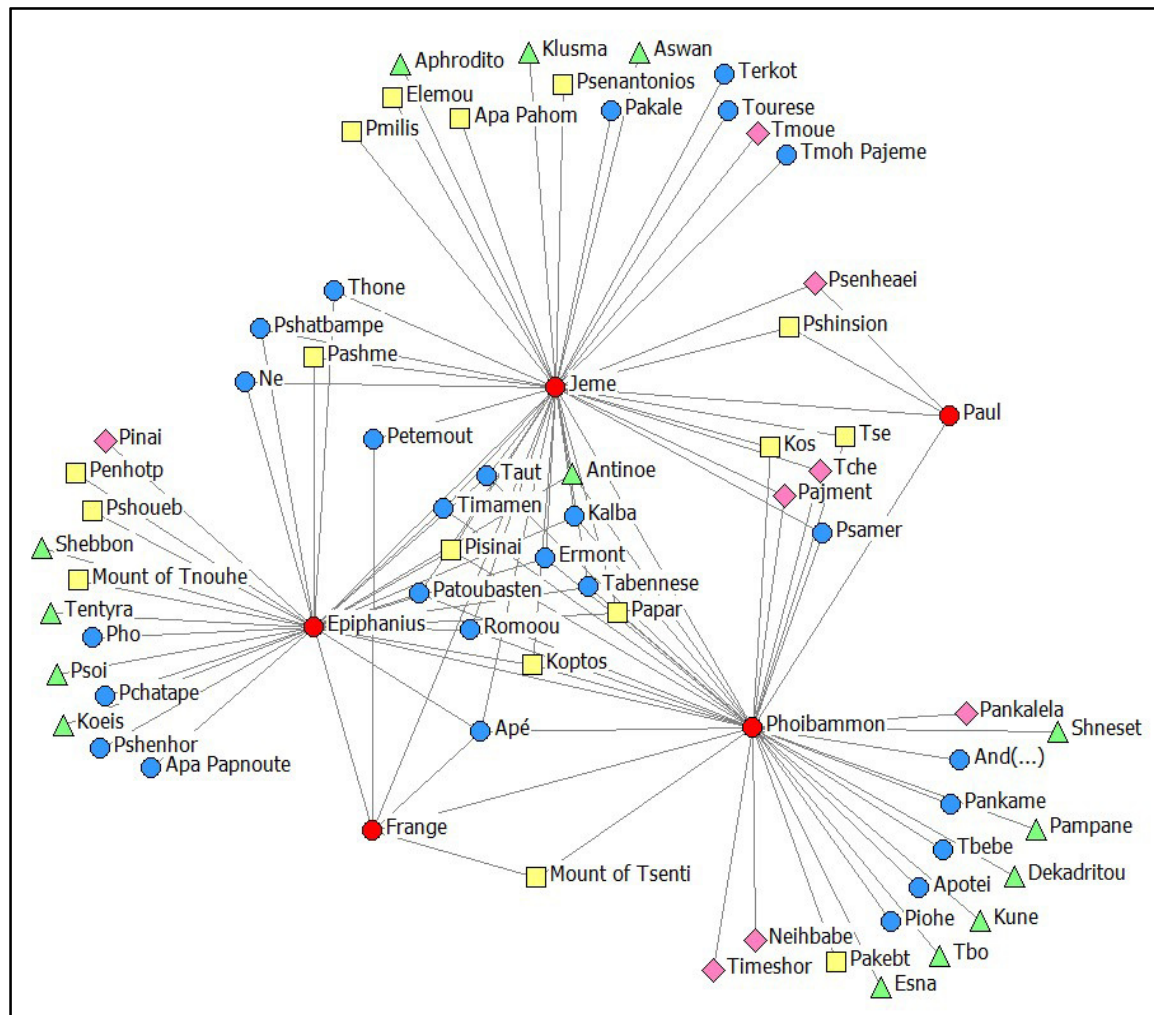 Klusma
Aswan
Aphrodito
Terkot
Psenantonios
Elemou
Pakale
Tourese
Apa Pahom
Pmilis
Tmoue
Tmoh Pajeme
Psenheaei
Thone
Pshinsion
Pshatbampe
Pashme
Ne
Jeme
Paul
Pinai
Petemout
Kos
Tse
Penhotp
Taut
Antinoe
Tche
Pajment
Pshoueb
Timamen
Kalba
Psamer
Shebbon
Pisinai
Ermont
Mount of Tnouhe
Patoubasten
Tabennese
Tentyra
Papar
Epiphanius
Romoou
Pho
Koptos
Psoi
Pchatape
Pankalela
Koeis
Apé
Phoibammon
Shneset
Pshenhor
And(...)
Apa Papnoute
Pankame
Frange
Pampane
Tbebe
Mount of Tsenti
Dekadritou
Apotei
Kune
Piohe
Neihbabe
Tbo
Timeshor
Pakebt
Esna